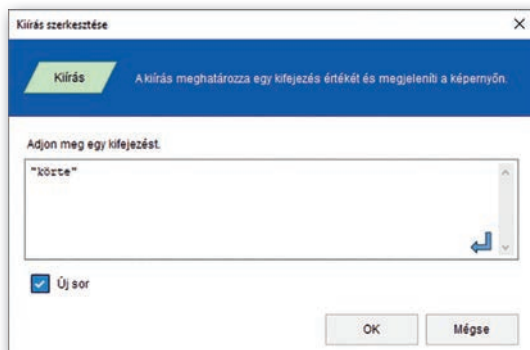 Kiírás szerkesztése
Kiírás
A kiírás meghatározza egy kifejezés értékét és megjeleníti a képernyőn.
Adjon meg egy kifejezést.
"körte"
Új sor
OK
Mégse